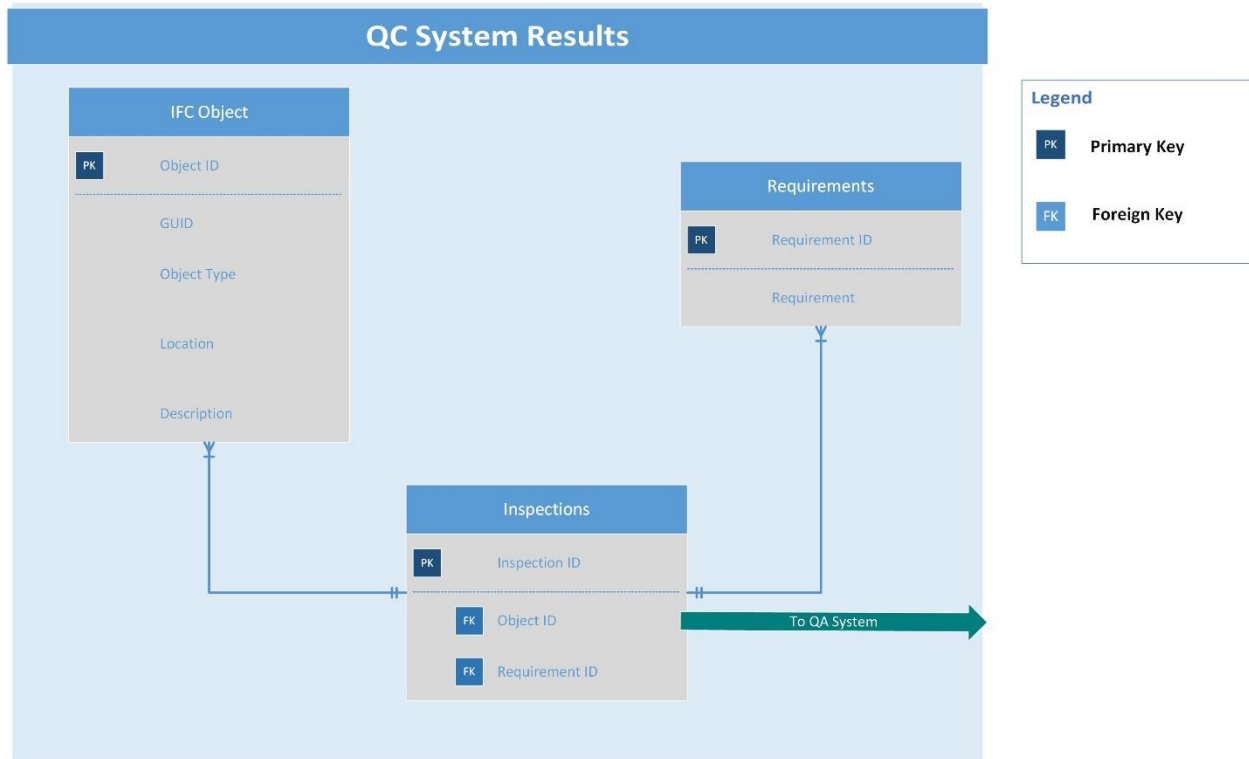 QC System Results
IFC Object
PK Object ID
GUID
Object Type
Location
Description
Requirements
PK Requirement ID
Requirement
Inspections
PK Inspection ID
FK Object ID
FK Requirement ID
To QA System
Legend
PK Primary Key
FK Foreign Key